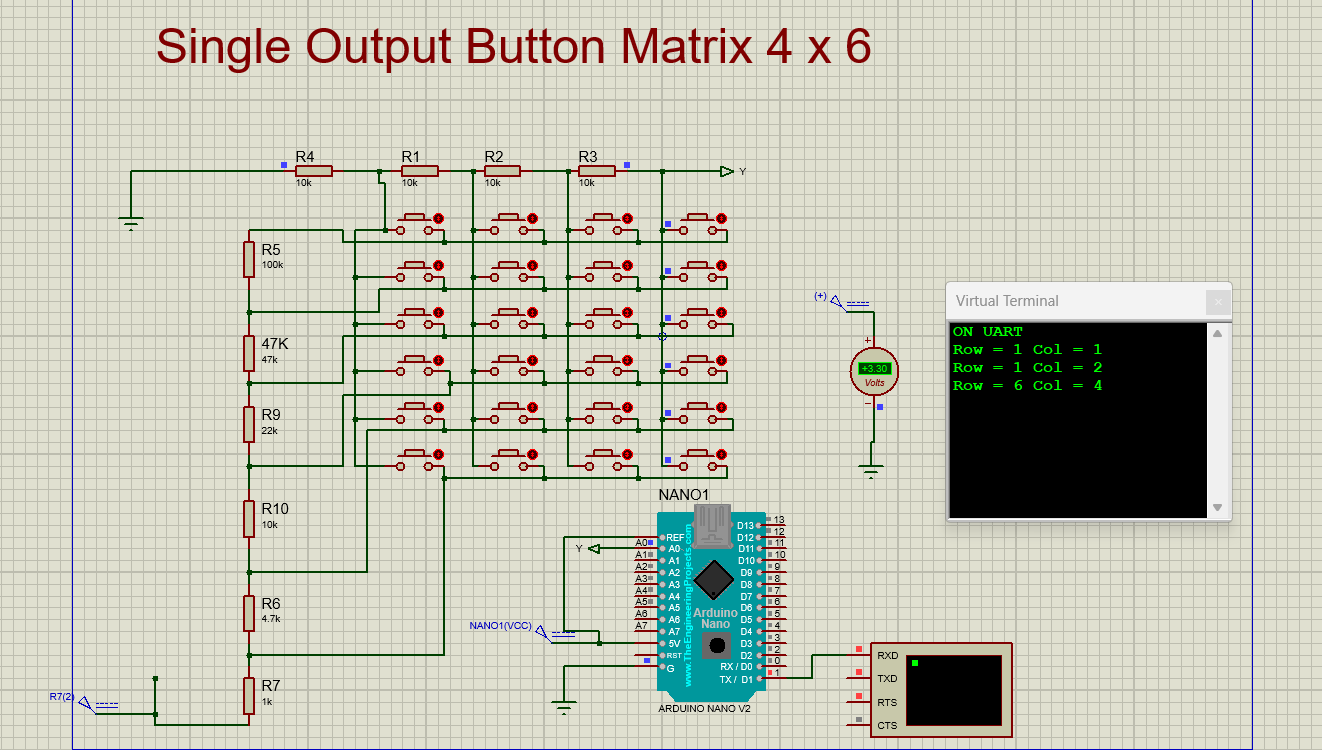 Single Output Button Matrix 4 x 6
R4
R1
R2
R3
10k
10k
10k
10k
Y
R5
100k
47K
47k
R9
22k
R10
10k
R6
4.7k
R7
1k
R7(2)
(+)
+
+3.30
Volts
Virtual Terminal
ON UART
Row = 1 Col = 1
Row = 1 Col = 2
Row = 6 Col = 4
NANO1
Y
NANO1(VCC)
A0
A1
A2
A3
A4
A5
A6
A7
REF
A0
A1
A2
A3
A4
A5
A6
A7
5V
RST
G
www.TheEngineeringProjects.com
Arduino
Nano
D13
D12
D11
D10
D9
D8
D7
D6
D5
D4
D3
D2
RX / D0
TX / D1
13
12
11
10
9
8
7
6
5
4
3
2
0
1
ARDUINO NANO V2
RXD
TXD
RTS
CTS